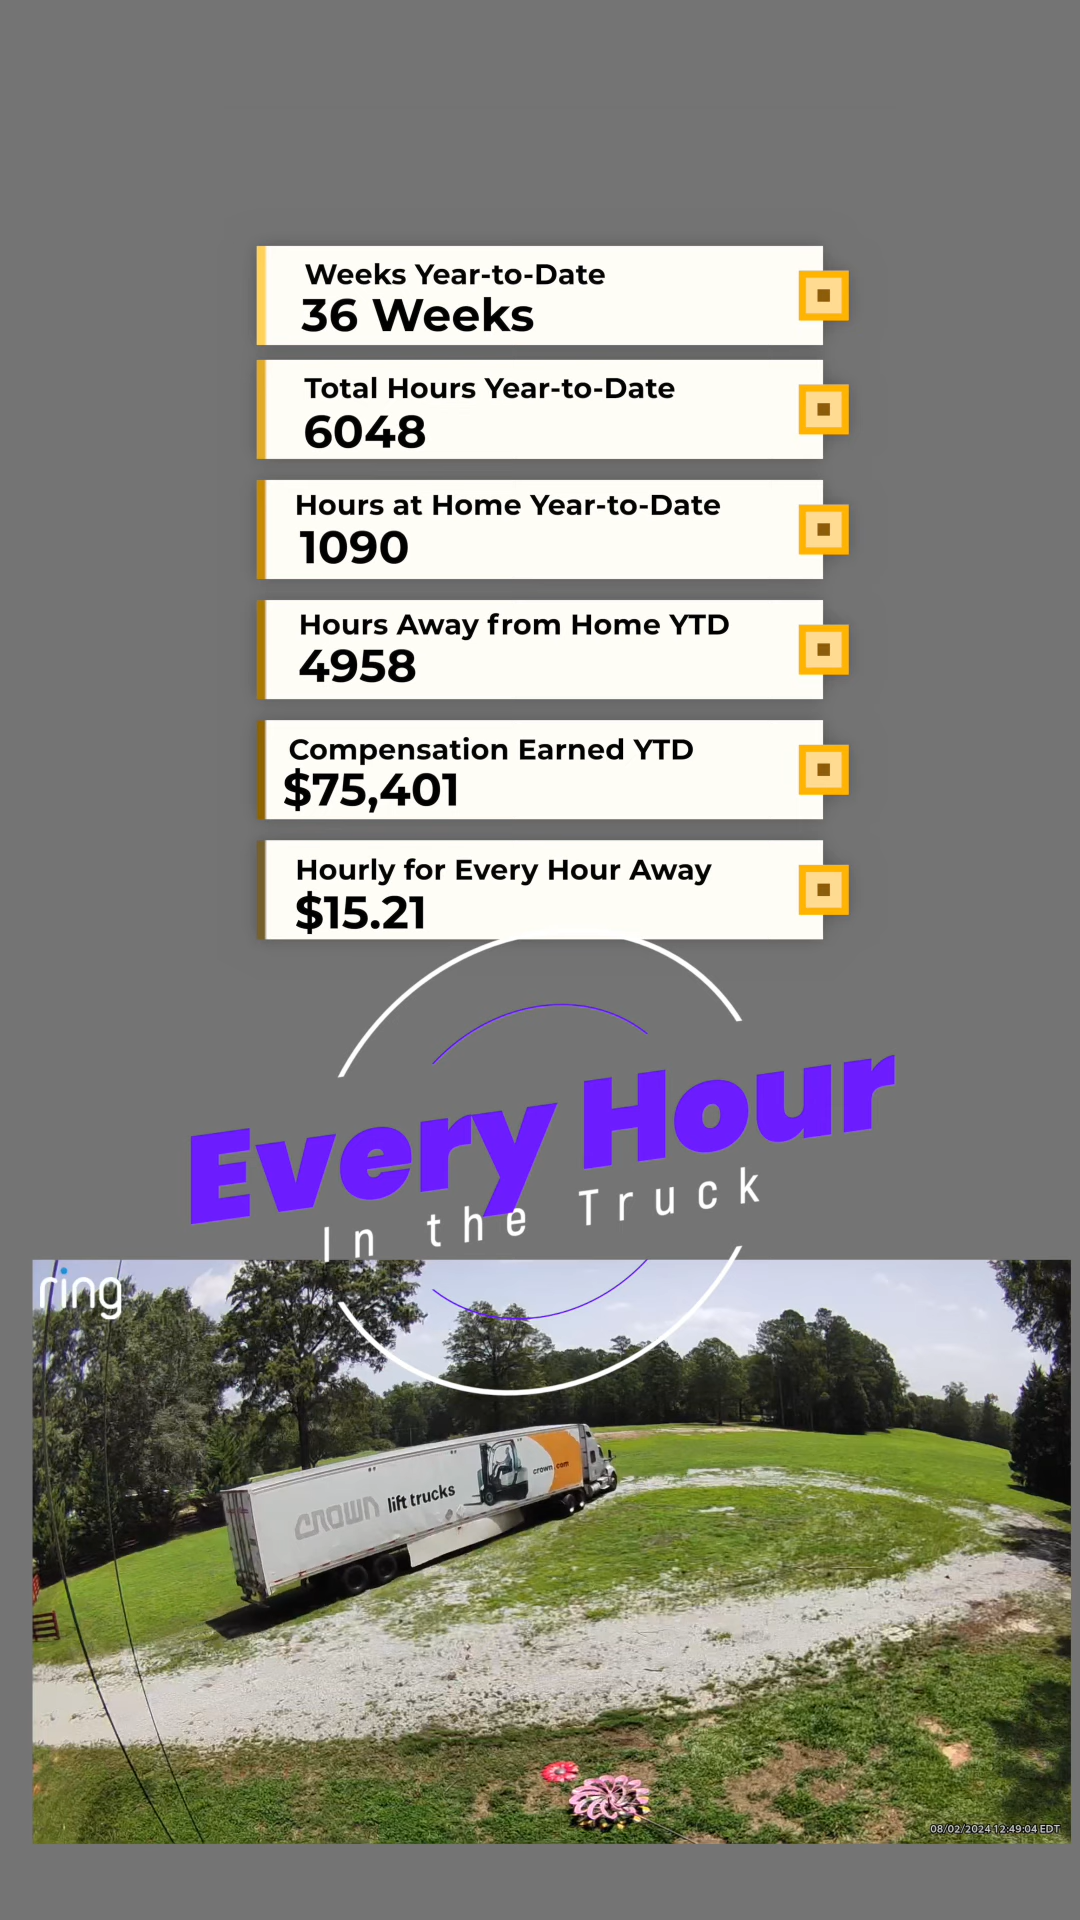 Weeks Year-to-Date
36 Weeks
Total Hours Year-to-Date
6048
Hours at Home Year-to-Date
1090
Hours Away from Home YTD
4958
Compensation Earned YTD
$75,401
Hourly for Every Hour Away
$15.21
Every Hour
In the Truck
ring
crown lift trucks
crown.com
08/02/2024 12:49:04 EDT